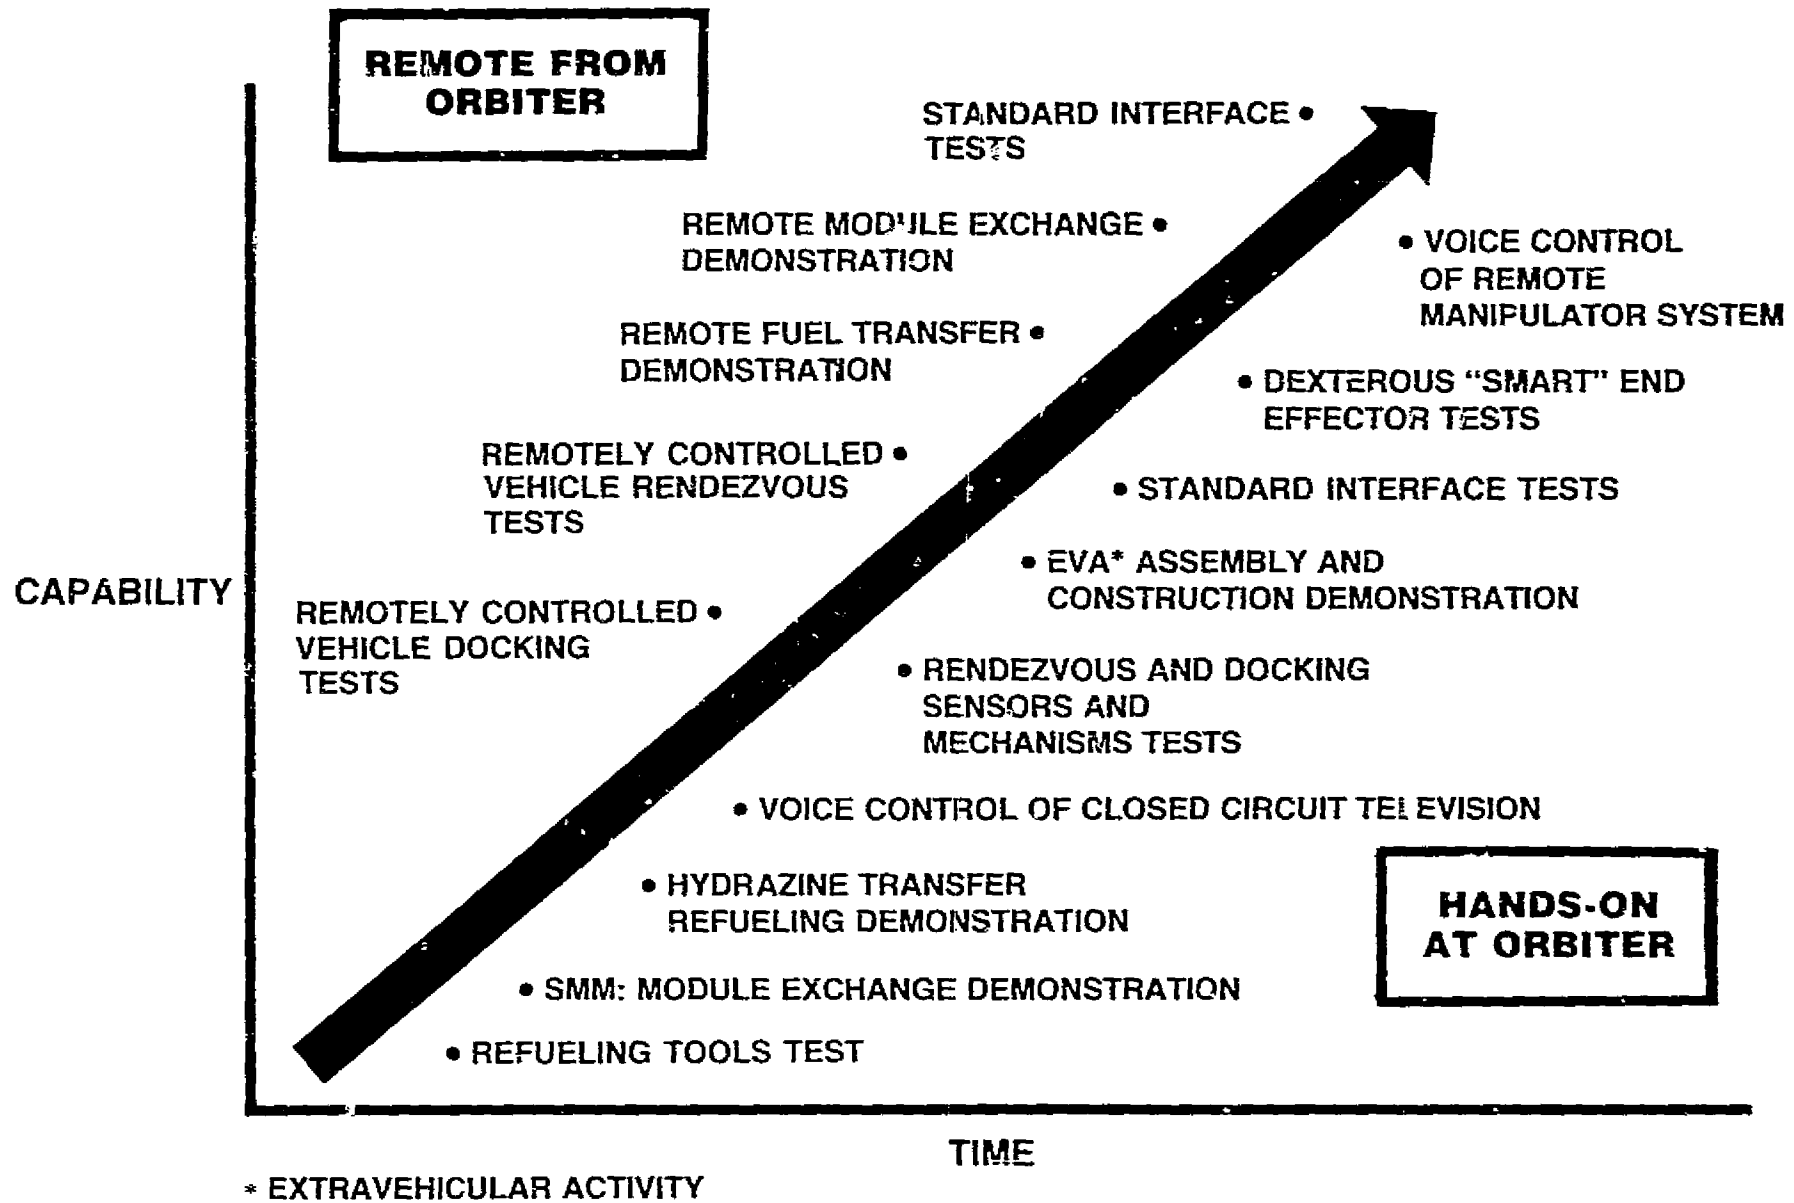 REMOTE FROM
ORBITER
STANDARD INTERFACE •
TESTS
REMOTE MODULE EXCHANGE •
DEMONSTRATION
REMOTE FUEL TRANSFER •
DEMONSTRATION
REMOTELY CONTROLLED •
VEHICLE RENDEZVOUS
TESTS
REMOTELY CONTROLLED •
VEHICLE DOCKING
TESTS
CAPABILITY
• VOICE CONTROL
OF REMOTE
MANIPULATOR SYSTEM
• DEXTEROUS “SMART” END
EFFECTOR TESTS
• STANDARD INTERFACE TESTS
• EVA* ASSEMBLY AND
CONSTRUCTION DEMONSTRATION
• RENDEZVOUS AND DOCKING
SENSORS AND
MECHANISMS TESTS
• VOICE CONTROL OF CLOSED CIRCUIT TELEVISION
• HYDRAZINE TRANSFER
REFUELING DEMONSTRATION
• SMM: MODULE EXCHANGE DEMONSTRATION
• REFUELING TOOLS TEST
HANDS-ON
AT ORBITER
TIME
* EXTRAVEHICULAR ACTIVITY